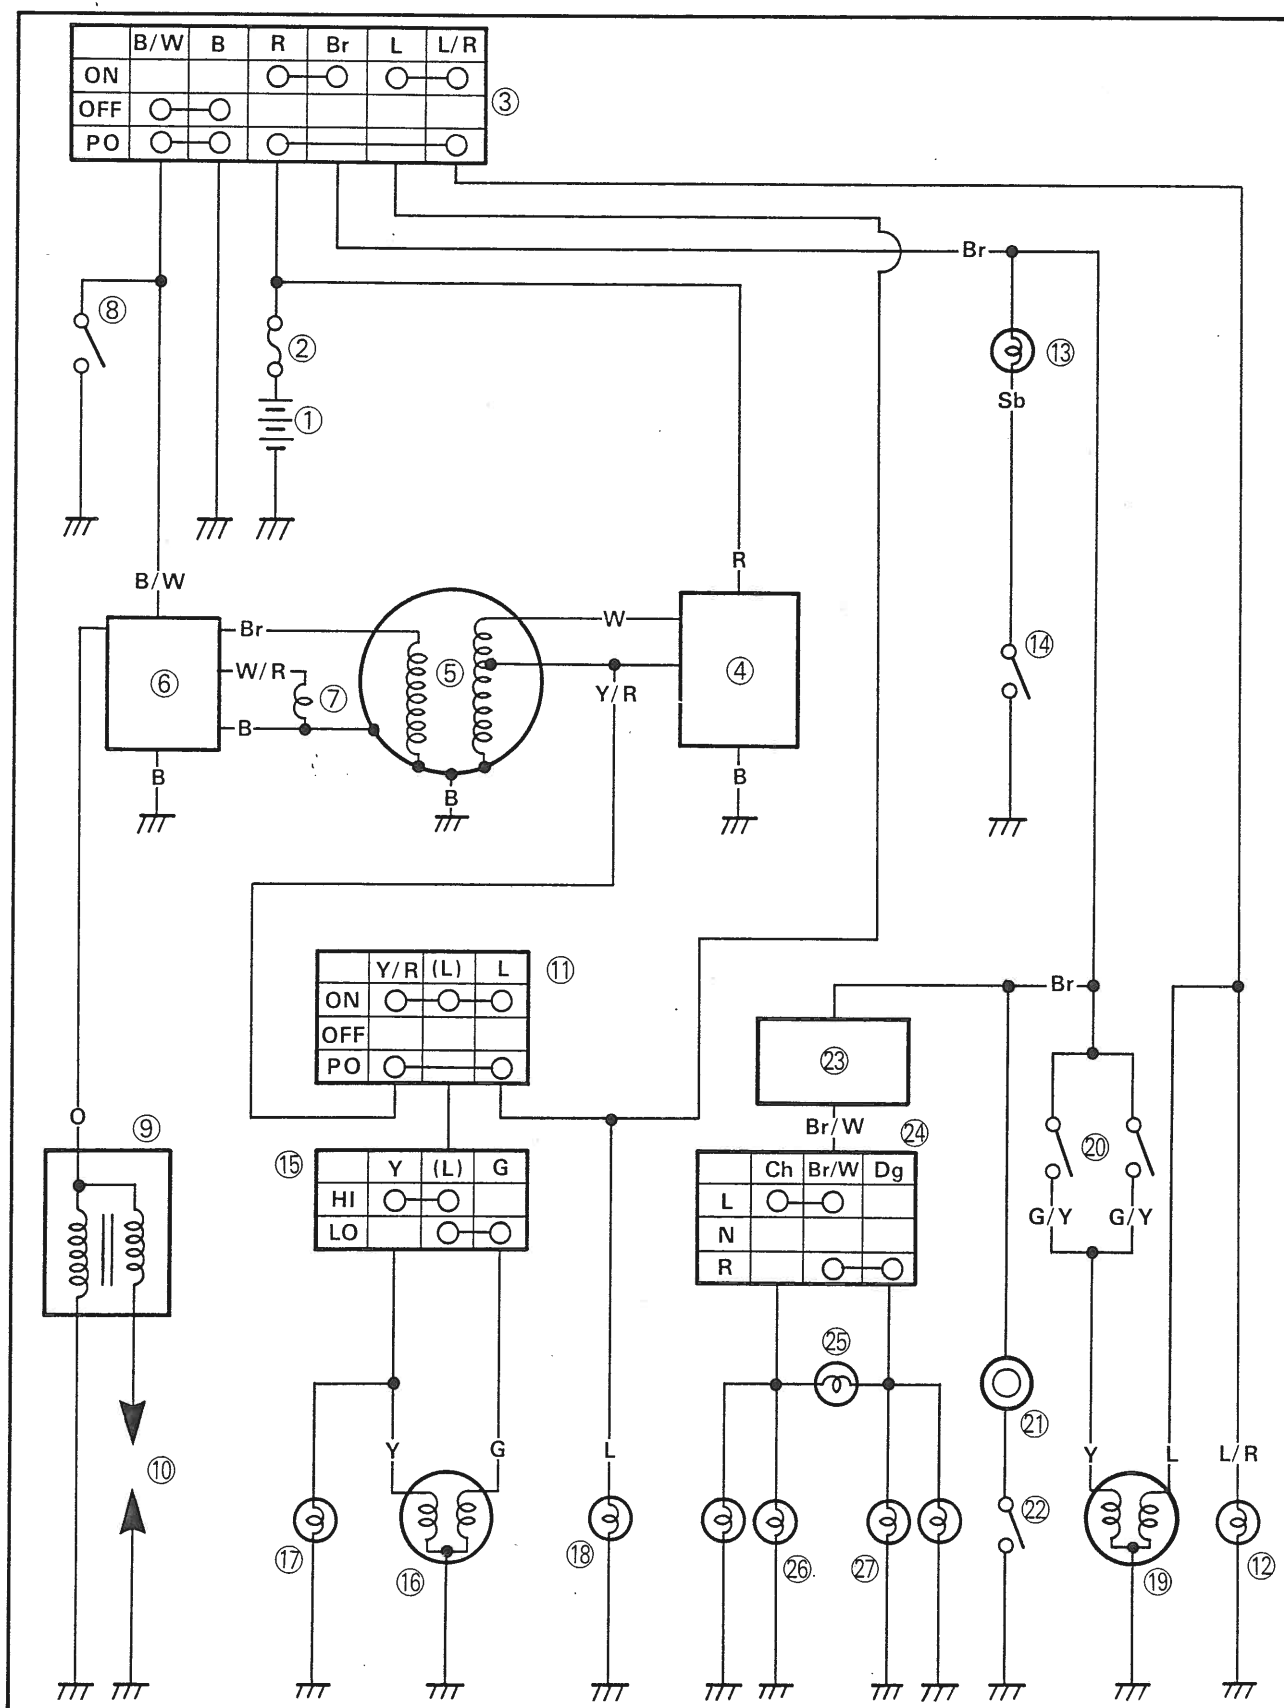 B/W B R Br L L/R
ON
OFF
PO
③
Br
⑧
②
⑬
①
Sb
R
B/W
Br
W
⑭
⑥
W/R
⑦
⑤
④
Y/R
B
B
B
B
⑪
Y/R (L) L
ON
OFF
PO
Br
㉓
O
⑨
Br/W
㉔
⑮
Y (L) G
HI
LO
Ch Br/W Dg
L
N
R
⑳
G/Y G/Y
㉕
㉑
Y G L Y L L/R
⑩
㉒
⑰
⑯
⑱
㉖
㉗
⑲
⑫